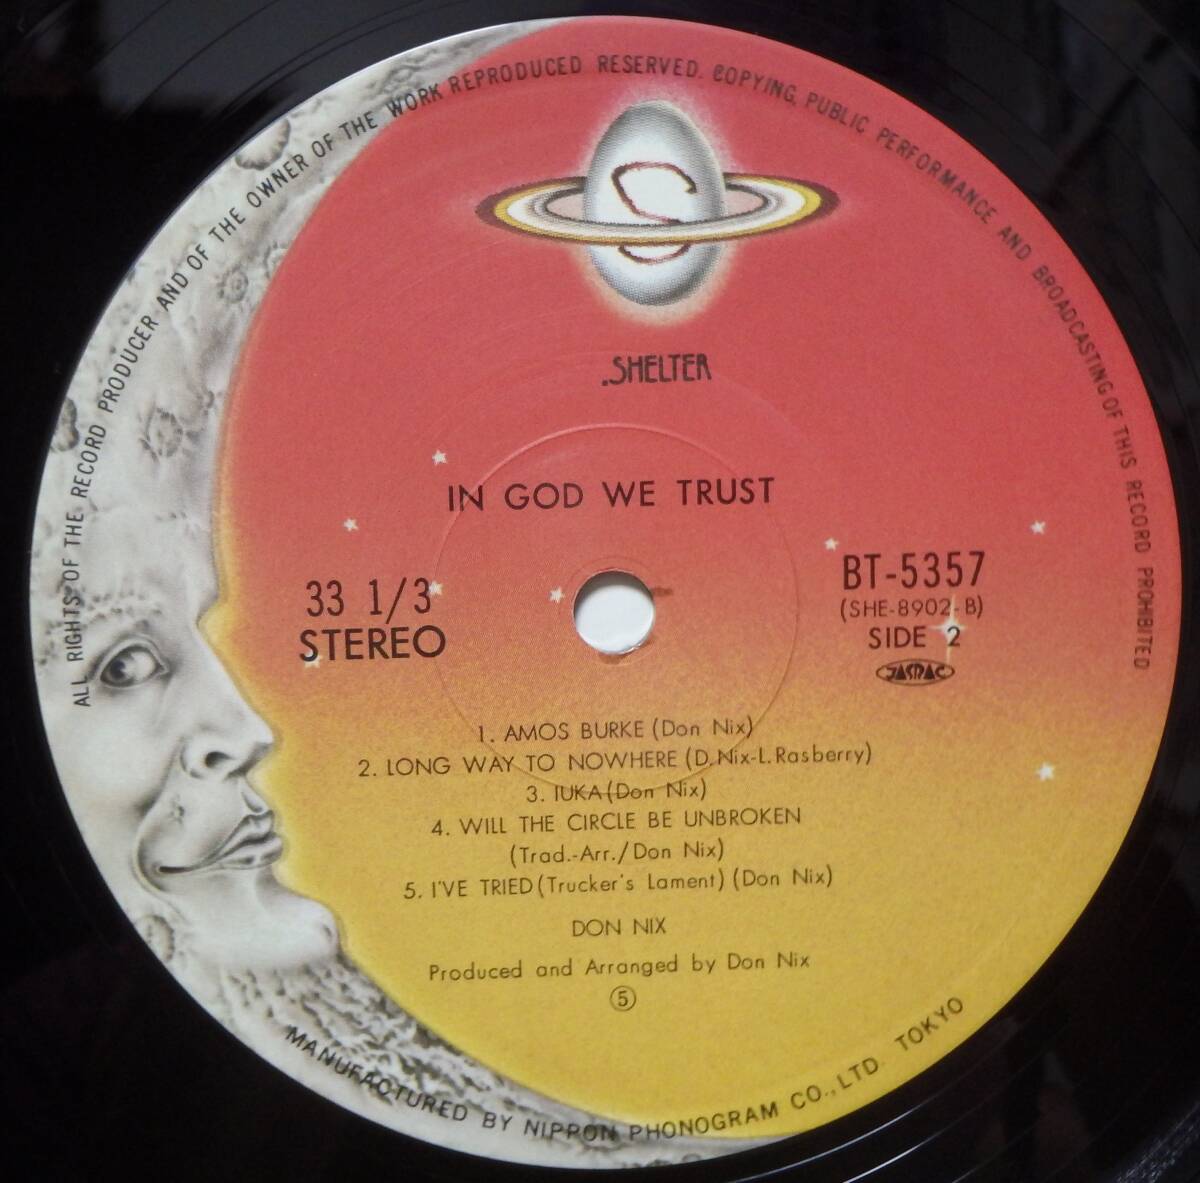 ALL RIGHTS OF THE RECORD PRODUCER AND OF THE OWNER OF THE WORK REPRODUCED RESERVED. COPYING, PUBLIC PERFORMANCE AND BROADCASTING OF THIS RECORD PROHIBITED
S
.SHELTER
IN GOD WE TRUST
33 1/3
STEREO
BT-5357
(SHE-8902-B)
SIDE 2
JASRAC
1. AMOS BURKE (Don Nix)
2. LONG WAY TO NOWHERE (D.Nix-L.Rasberry)
3. IUKA (Don Nix)
4. WILL THE CIRCLE BE UNBROKEN
(Trad.-Arr./Don Nix)
5. I'VE TRIED (Trucker's Lament) (Don Nix)
DON NIX
Produced and Arranged by Don Nix
⑤
MANUFACTURED BY NIPPON PHONOGRAM CO., LTD. TOKYO